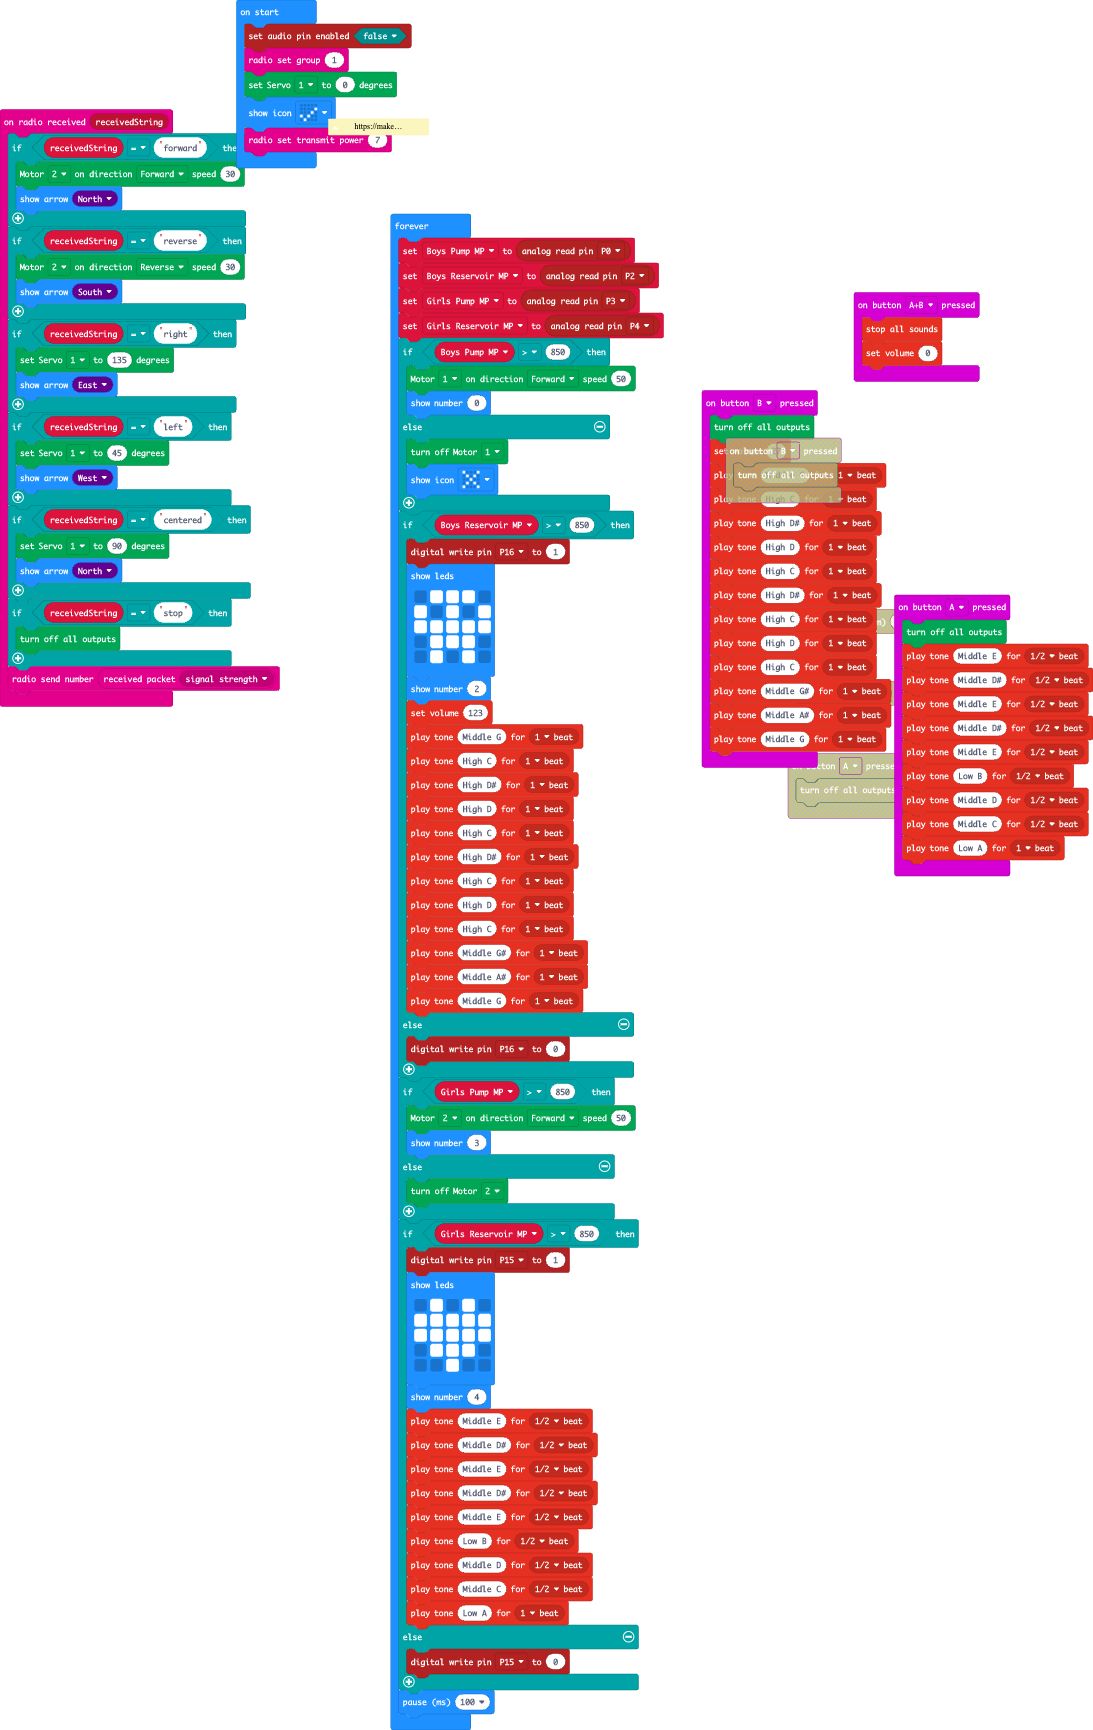 on start
set audio pin enabled false
radio set group 1
set Servo 1 to 0 degrees
show icon
https://make…
radio set transmit power 7
on radio received receivedString
if receivedString = "forward" then
Motor 2 on direction Forward speed 30
show arrow North
if receivedString = "reverse" then
Motor 2 on direction Reverse speed 30
show arrow South
if receivedString = "right" then
set Servo 1 to 135 degrees
show arrow East
if receivedString = "left" then
set Servo 1 to 45 degrees
show arrow West
if receivedString = "centered" then
set Servo 1 to 90 degrees
show arrow North
if receivedString = "stop" then
turn off all outputs
radio send number received packet signal strength
forever
set Boys Pump MP to analog read pin P0
set Boys Reservoir MP to analog read pin P2
set Girls Pump MP to analog read pin P3
set Girls Reservoir MP to analog read pin P4
if Boys Pump MP > 850 then
Motor 1 on direction Forward speed 50
show number 0
else
turn off Motor 1
show icon
if Boys Reservoir MP > 850 then
digital write pin P16 to 1
show leds
show number 2
set volume 123
play tone Middle G for 1 beat
play tone High C for 1 beat
play tone High D# for 1 beat
play tone High D for 1 beat
play tone High C for 1 beat
play tone High D# for 1 beat
play tone High C for 1 beat
play tone High D for 1 beat
play tone High C for 1 beat
play tone Middle G# for 1 beat
play tone Middle A# for 1 beat
play tone Middle G for 1 beat
else
digital write pin P16 to 0
if Girls Pump MP > 850 then
Motor 2 on direction Forward speed 50
show number 3
else
turn off Motor 2
if Girls Reservoir MP > 850 then
digital write pin P15 to 1
show leds
show number 4
play tone Middle E for 1/2 beat
play tone Middle D# for 1/2 beat
play tone Middle E for 1/2 beat
play tone Middle D# for 1/2 beat
play tone Middle E for 1/2 beat
play tone Low B for 1/2 beat
play tone Middle D for 1/2 beat
play tone Middle C for 1/2 beat
play tone Low A for 1 beat
else
digital write pin P15 to 0
pause (ms) 100
on button A+B pressed
stop all sounds
set volume 0
on button B pressed
turn off all outputs
on button B pressed
turn off all outputs 1 beat
play tone High C 1 beat
play tone High D# for 1 beat
play tone High D for 1 beat
play tone High C for 1 beat
play tone High D# for 1 beat
play tone High C for 1 beat
play tone High D for 1 beat
play tone High C for 1 beat
play tone Middle G# for 1 beat
play tone Middle A# for 1 beat
play tone Middle G for 1 beat
button A presse
turn off all outputs
on button A pressed
turn off all outputs
play tone Middle E for 1/2 beat
play tone Middle D# for 1/2 beat
play tone Middle E for 1/2 beat
play tone Middle D# for 1/2 beat
play tone Middle E for 1/2 beat
play tone Low B for 1/2 beat
play tone Middle D for 1/2 beat
play tone Middle C for 1/2 beat
play tone Low A for 1 beat